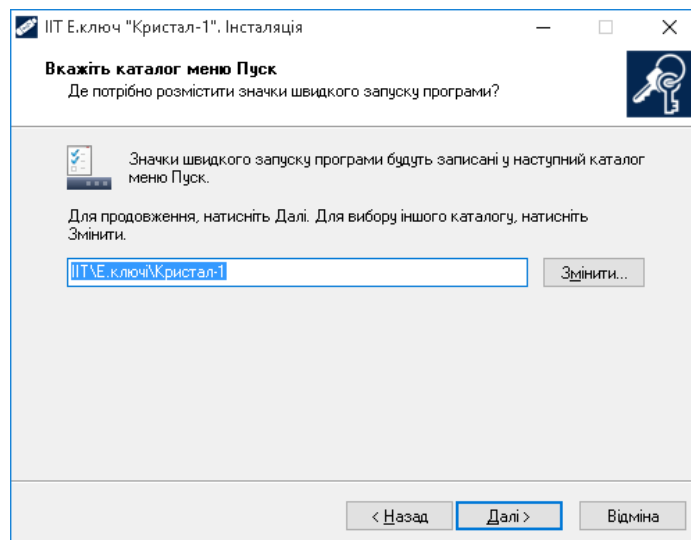 ІІТ Е.ключ "Кристал-1". Інсталяція
Вкажіть каталог меню Пуск
Де потрібно розмістити значки швидкого запуску програми?
Значки швидкого запуску програми будуть записані у наступний каталог
меню Пуск.
Для продовження, натисніть Далі. Для вибору іншого каталогу, натисніть
Змінити.
ІІТ\Е.ключі\Кристал-1
Змінити...
< Назад
Далі >
Відміна